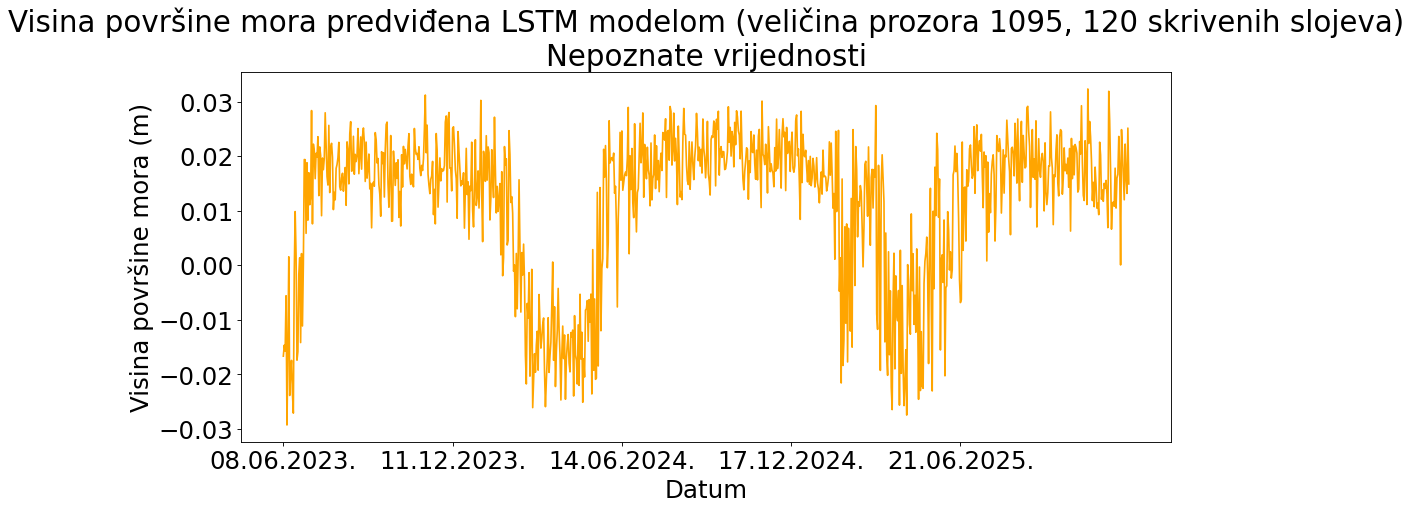 Visina površine mora predviđena LSTM modelom (veličina prozora 1095, 120 skrivenih slojeva)
Nepoznate vrijednosti
Visina površine mora (m)
0.03
0.02
0.01
0.00
−0.01
−0.02
−0.03
08.06.2023. 11.12.2023. 14.06.2024. 17.12.2024. 21.06.2025.
Datum